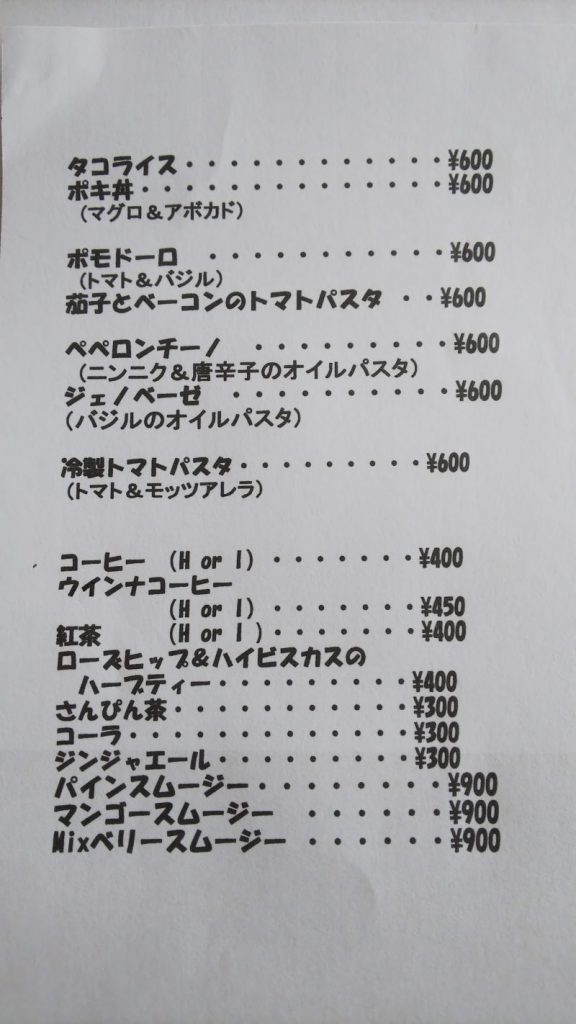 タコライス・・・・・・・・・・・・¥600
ポキ丼・・・・・・・・・・・・・¥600
(マグロ&アボカド)
ポモドーロ ・・・・・・・・・・・¥600
(トマト&バジル)
茄子とベーコンのトマトパスタ ・・¥600
ペペロンチーノ ・・・・・・・・・¥600
(ニンニク&唐辛子のオイルパスタ)
ジェノベーゼ ・・・・・・・・・・¥600
(バジルのオイルパスタ)
冷製トマトパスタ・・・・・・・・・¥600
(トマト&モッツアレラ)
コーヒー (H or I)・・・・・・・¥400
ウインナコーヒー
(H or I)・・・・・・・¥450
紅茶 (H or I )・・・・・・・¥400
ローズヒップ&ハイビスカスの
ハーブティー・・・・・・・・・¥400
さんぴん茶・・・・・・・・・・・¥300
コーラ・・・・・・・・・・・・・¥300
ジンジャエール・・・・・・・・・¥300
パインスムージー・・・・・・・・¥900
マンゴースムージー ・・・・・・¥900
Mixベリースムージー ・・・・・・¥900